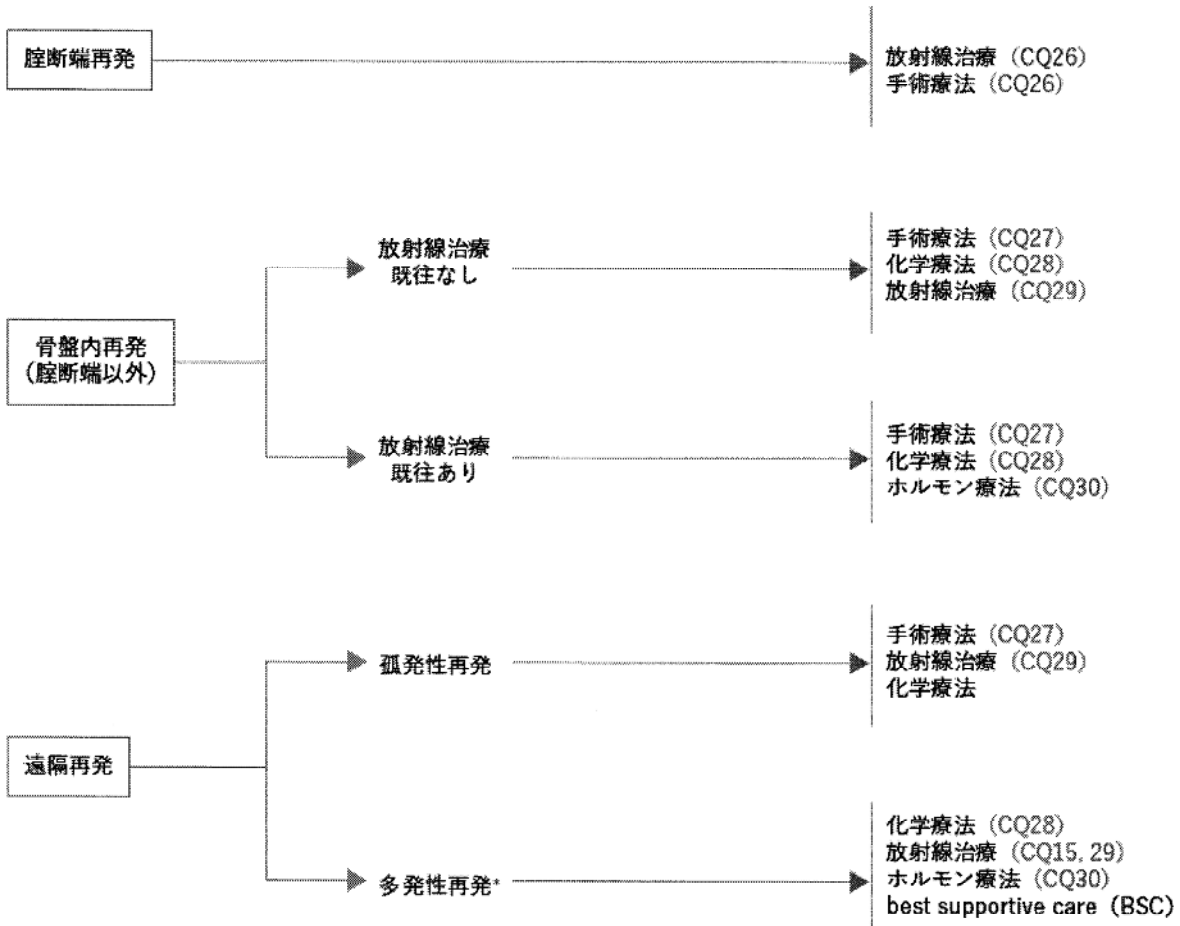 腟断端再発
放射線治療（CQ26）
手術療法（CQ26）
放射線治療
既往なし
手術療法（CQ27）
化学療法（CQ28）
放射線治療（CQ29）
骨盤内再発
（腟断端以外）
放射線治療
既往あり
手術療法（CQ27）
化学療法（CQ28）
ホルモン療法（CQ30）
孤発性再発
手術療法（CQ27）
放射線治療（CQ29）
化学療法
遠隔再発
多発性再発*
化学療法（CQ28）
放射線治療（CQ15, 29）
ホルモン療法（CQ30）
best supportive care（BSC）